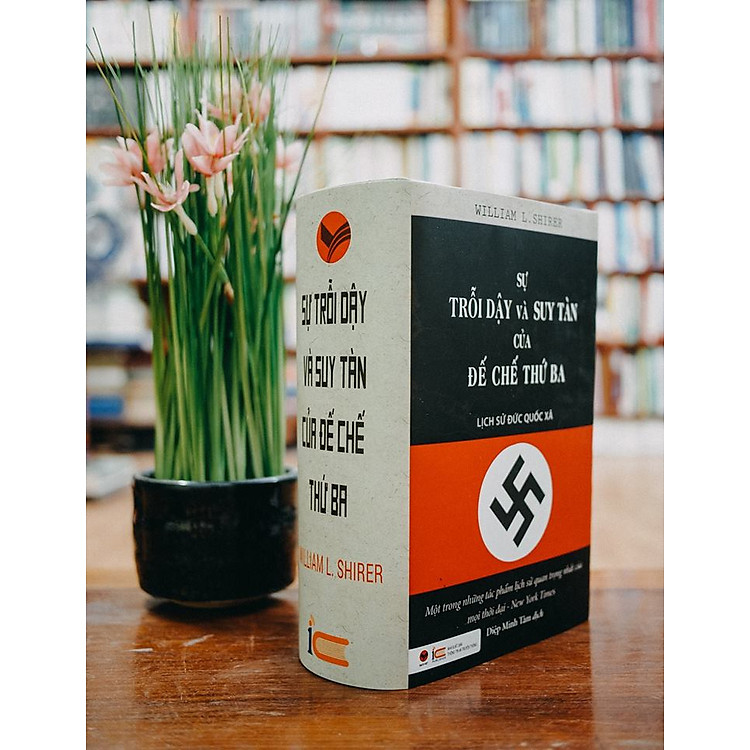 SỰ TRỖI DẬY
VÀ SUY TÀN
CỦA ĐẾ CHẾ
THỨ BA
WILLIAM L. SHIRER
WILLIAM L. SHIRER
SỰ
TRỖI DẬY VÀ SUY TÀN
CỦA
ĐẾ CHẾ THỨ BA
LỊCH SỬ ĐỨC QUỐC XÃ
Một trong những tác phẩm lịch sử quan trọng nhất của
mọi thời đại - New York Times
Diệp Minh Tâm dịch